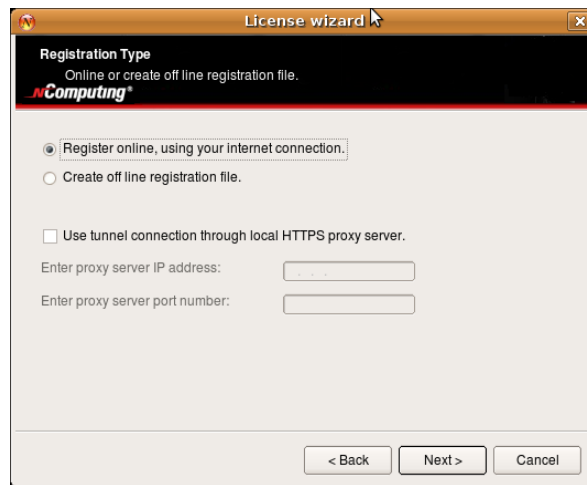 License wizard
Registration Type
Online or create off line registration file.
NComputing®
Register online, using your internet connection.
Create off line registration file.
Use tunnel connection through local HTTPS proxy server.
Enter proxy server IP address:
. . .
Enter proxy server port number:
< Back Next > Cancel